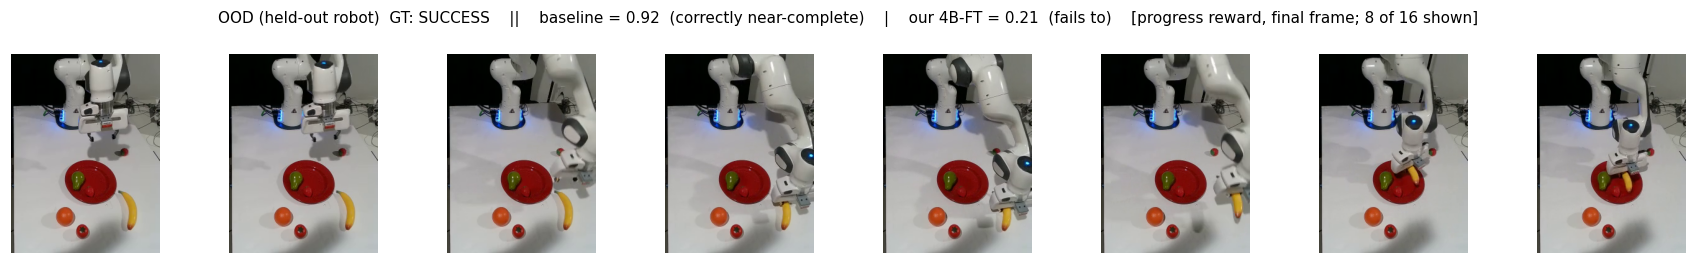 OOD (held-out robot)  GT: SUCCESS    ||    baseline = 0.92  (correctly near-complete)    |    our 4B-FT = 0.21  (fails to)    [progress reward, final frame; 8 of 16 shown]